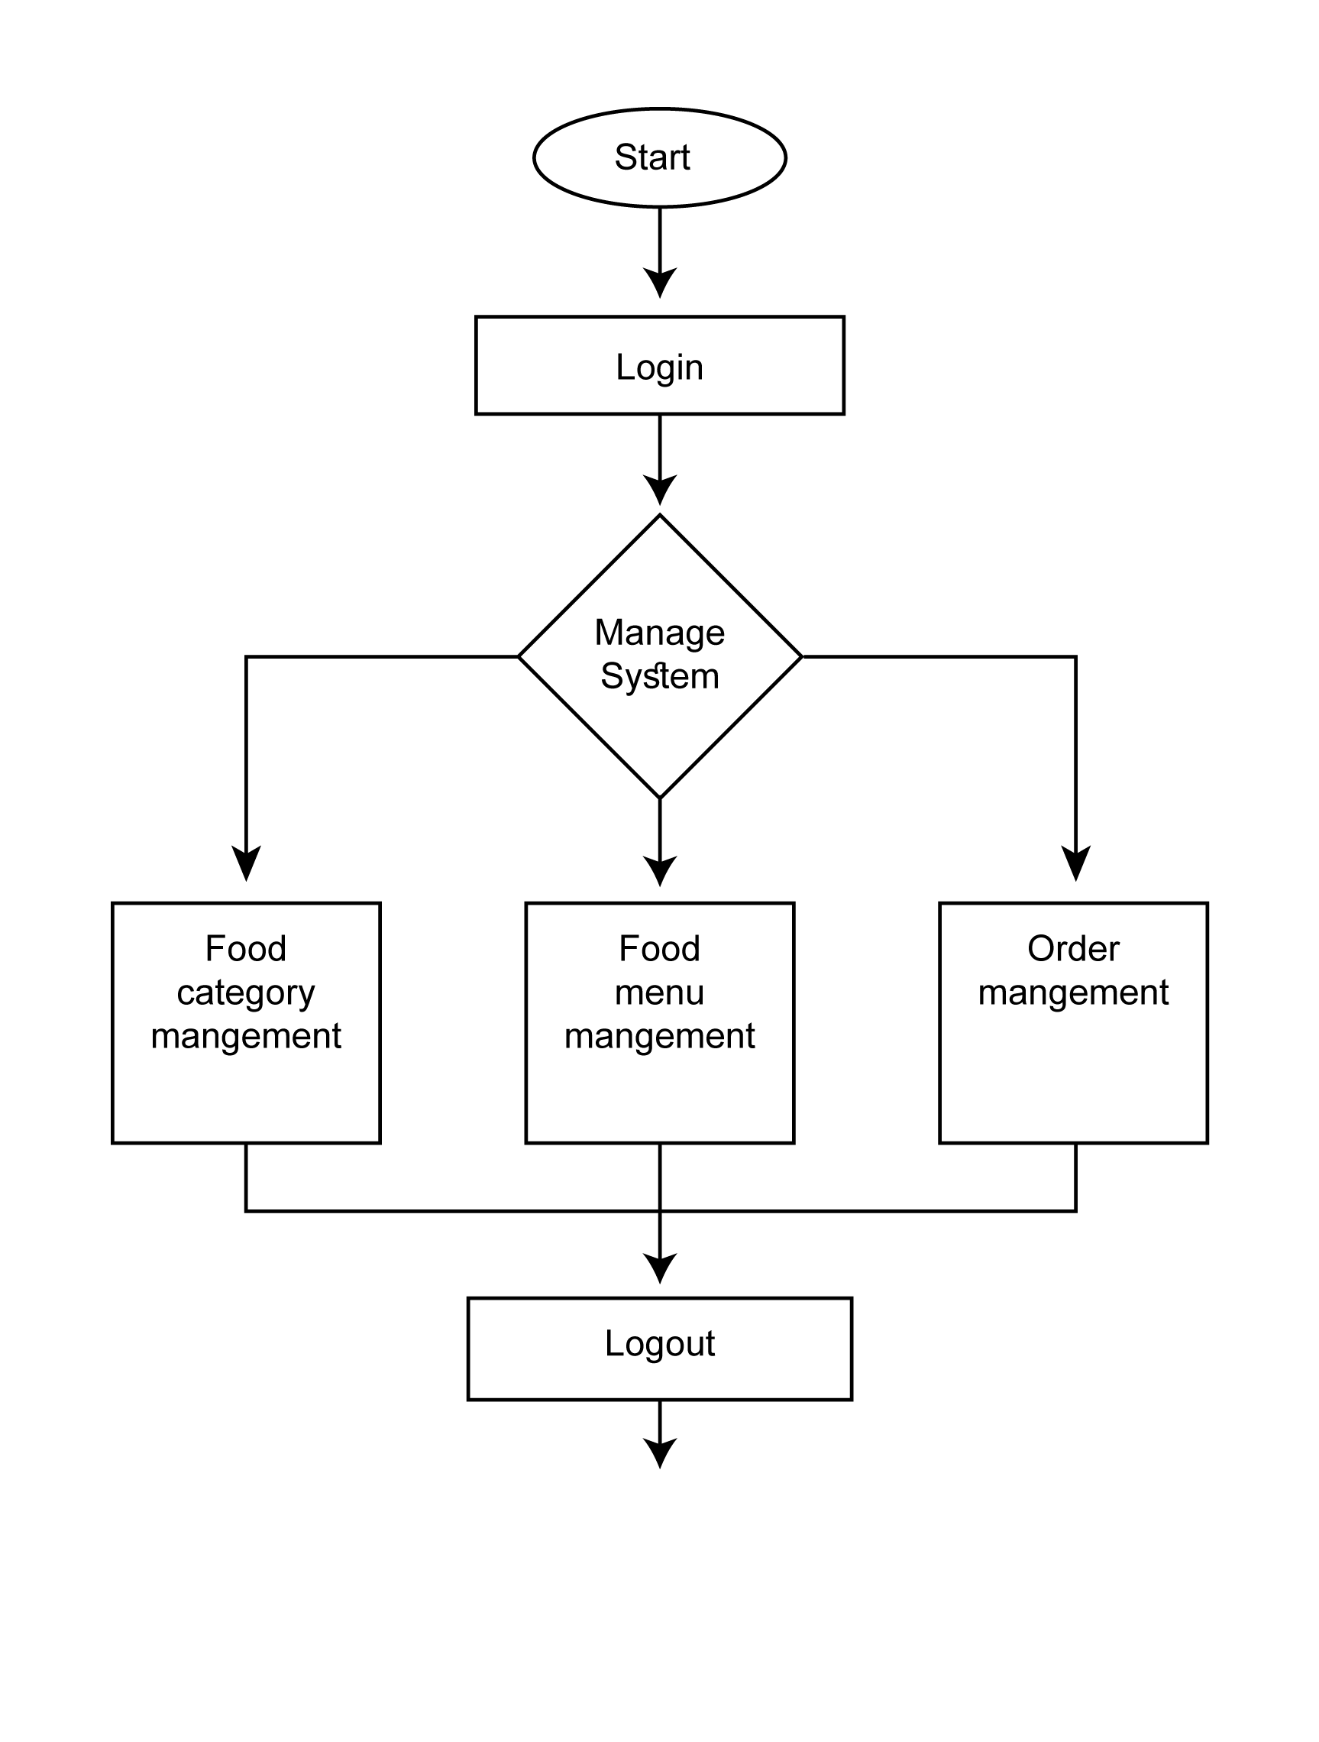 Start
Login
Manage
System
Food
category
mangement
Food
menu
mangement
Order
mangement
Logout